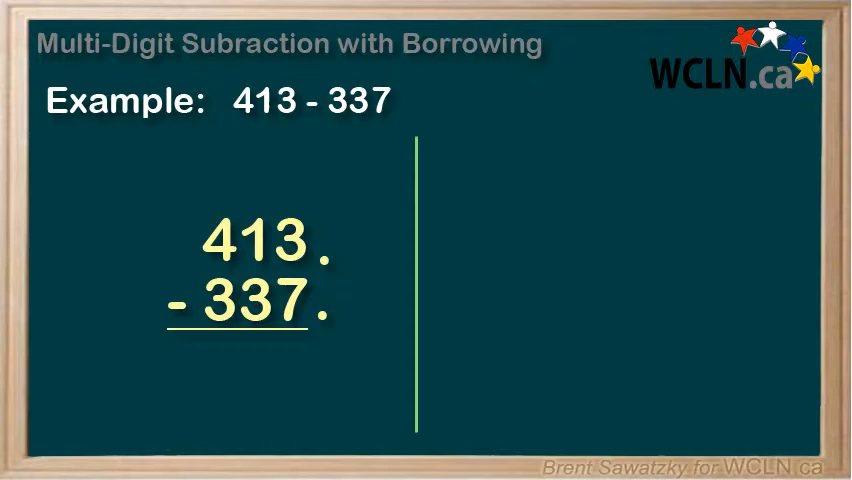 Multi-Digit Subraction with Borrowing
WCLN.ca
Example: 413 - 337
413.
- 337.
Brent Sawatzky for WCLN.ca